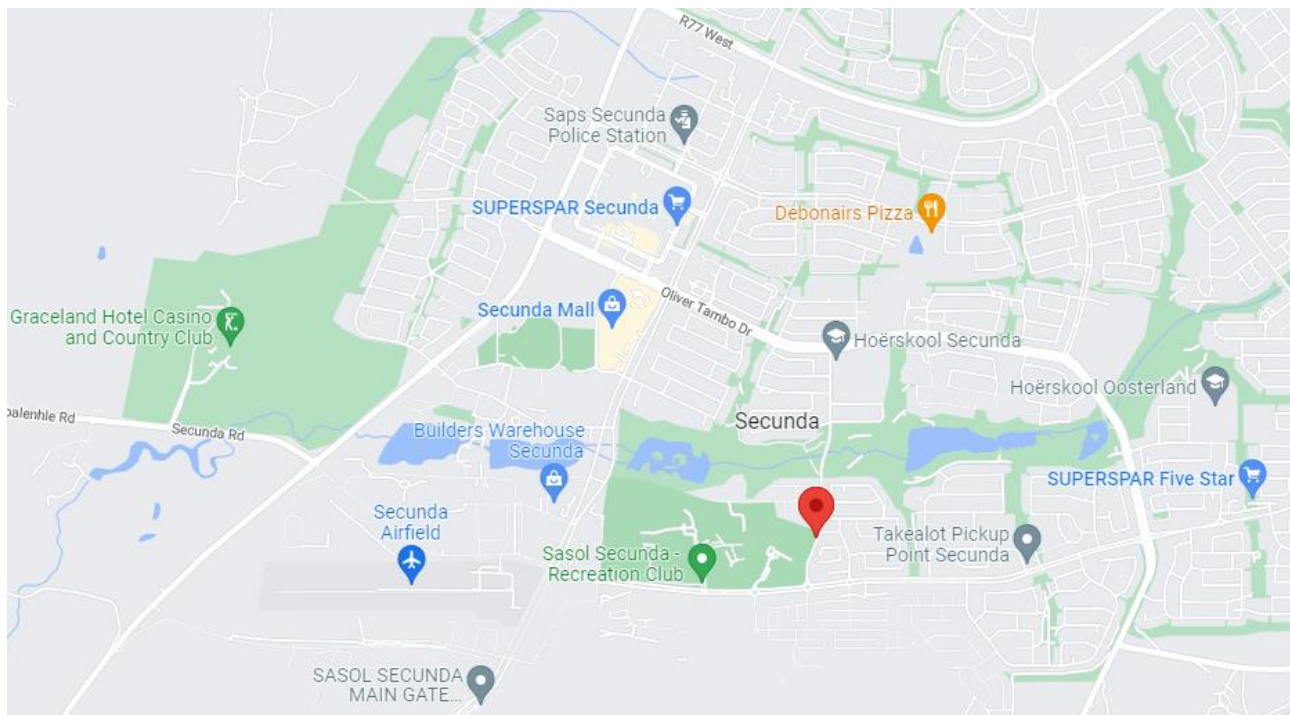 R77 West
Saps Secunda
Police Station
SUPERSPAR Secunda
Debonairs Pizza
Oliver Tambo Dr
Graceland Hotel Casino
and Country Club
Secunda Mall
Hoërskool Secunda
Hoërskool Oosterland
Secunda Rd
Secunda
Builders Warehouse
Secunda
SUPERSPAR Five Star
Secunda
Airfield
Takealot Pickup
Point Secunda
Sasol Secunda -
Recreation Club
SASOL SECUNDA
MAIN GATE...